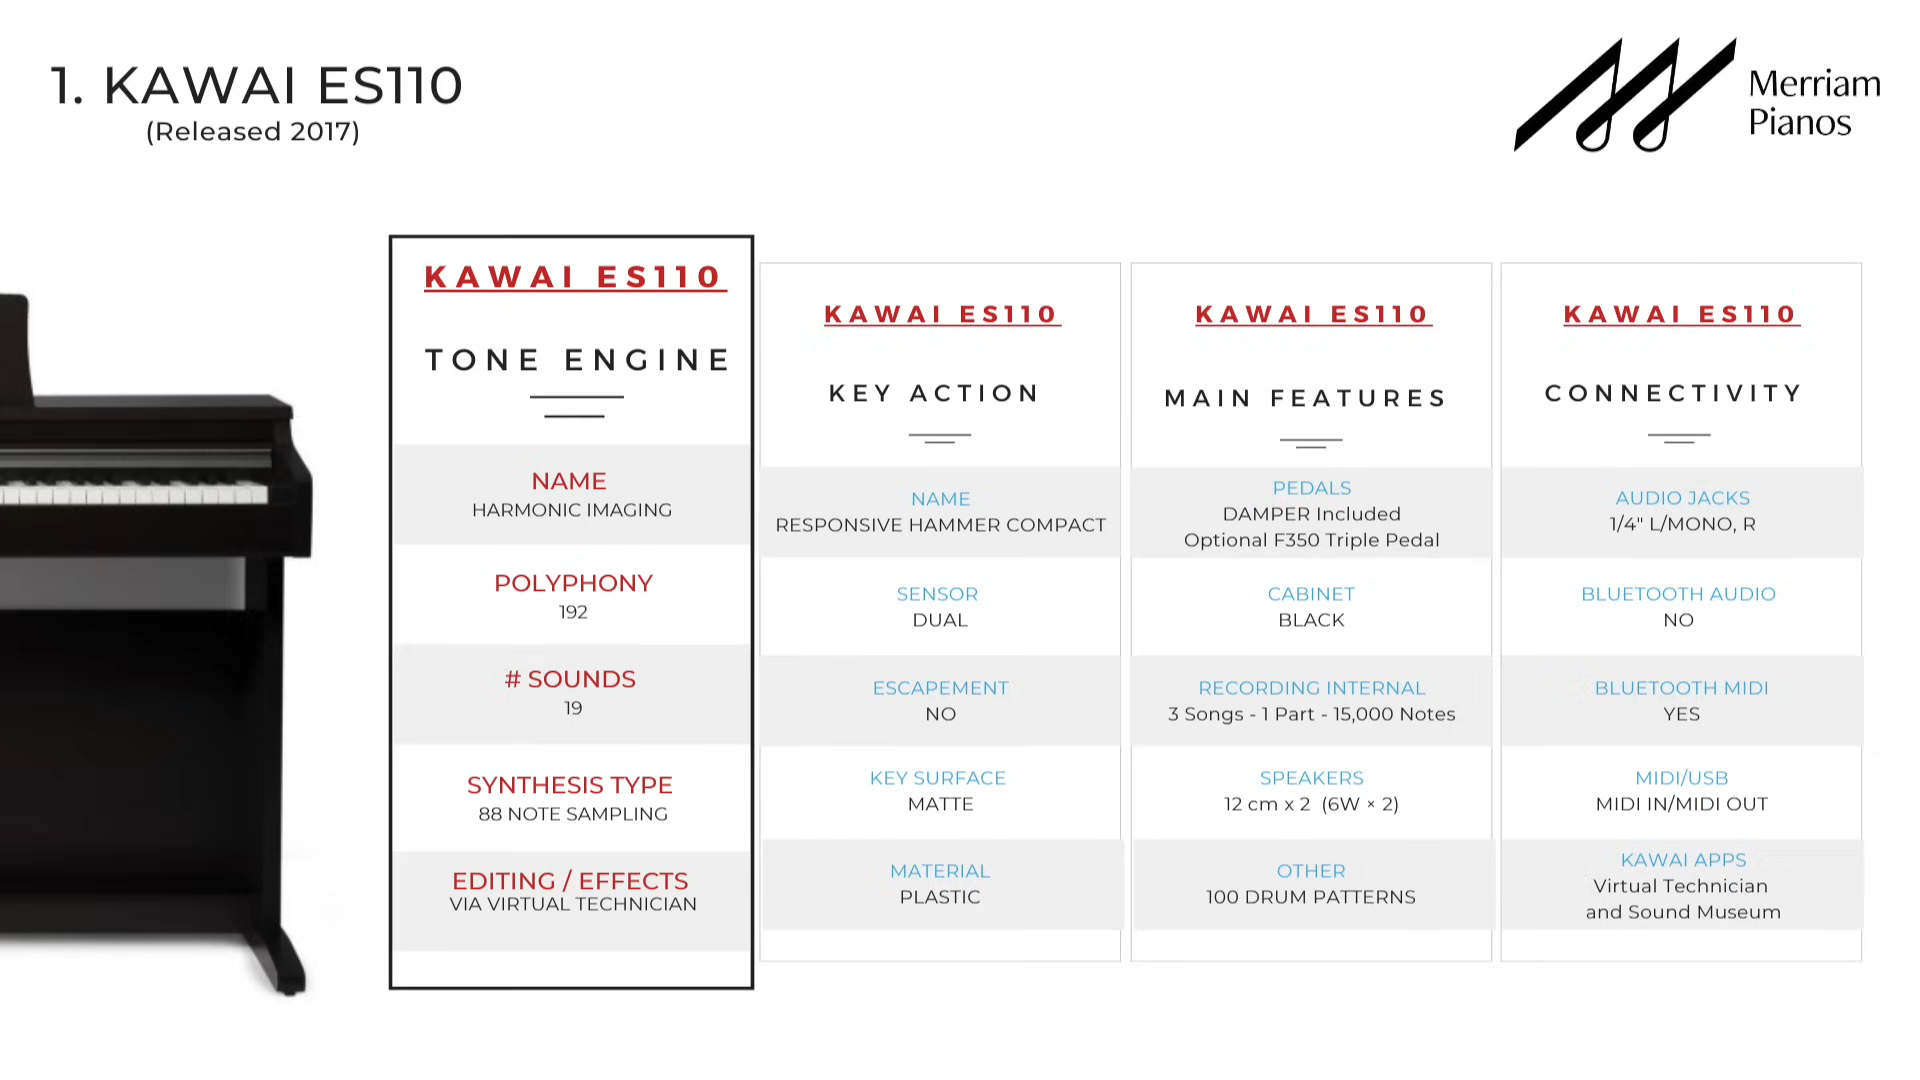 1. KAWAI ES110
(Released 2017)
Merriam
Pianos
KAWAI ES110
TONE ENGINE
NAME
HARMONIC IMAGING
POLYPHONY
192
# SOUNDS
19
SYNTHESIS TYPE
88 NOTE SAMPLING
EDITING / EFFECTS
VIA VIRTUAL TECHNICIAN
KAWAI ES110
KEY ACTION
NAME
RESPONSIVE HAMMER COMPACT
SENSOR
DUAL
ESCAPEMENT
NO
KEY SURFACE
MATTE
MATERIAL
PLASTIC
KAWAI ES110
MAIN FEATURES
PEDALS
DAMPER Included
Optional F350 Triple Pedal
CABINET
BLACK
RECORDING INTERNAL
3 Songs - 1 Part - 15,000 Notes
SPEAKERS
12 cm x 2 (6W × 2)
OTHER
100 DRUM PATTERNS
KAWAI ES110
CONNECTIVITY
AUDIO JACKS
1/4" L/MONO, R
BLUETOOTH AUDIO
NO
BLUETOOTH MIDI
YES
MIDI/USB
MIDI IN/MIDI OUT
KAWAI APPS
Virtual Technician
and Sound Museum